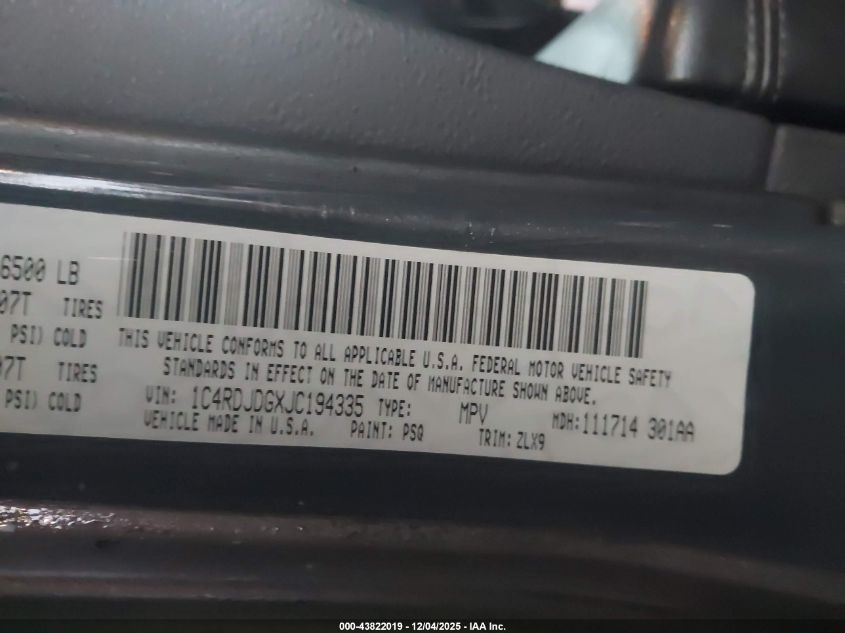 6500 LB
07T TIRES
PSI) COLD
07T TIRES
PSI) COLD
THIS VEHICLE CONFORMS TO ALL APPLICABLE U.S.A. FEDERAL MOTOR VEHICLE SAFETY
STANDARDS IN EFFECT ON THE DATE OF MANUFACTURE SHOWN ABOVE.
VIN: 1C4RDJDGXJC194335 TYPE: MPV MDH:111714 301AA
VEHICLE MADE IN U.S.A. PAINT: PSQ TRIM: ZLX9
000-43822019 - 12/04/2025 - IAA Inc.